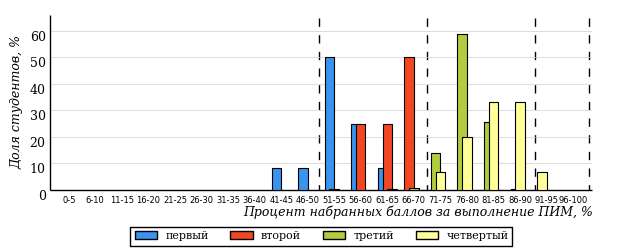 Доля студентов, %
60
50
40
30
20
10
0
0-5 6-10 11-15 16-20 21-25 26-30 31-35 36-40 41-45 46-50 51-55 56-60 61-65 66-70 71-75 76-80 81-85 86-90 91-95 96-100
Процент набранных баллов за выполнение ПИМ, %
первый второй третий четвертый